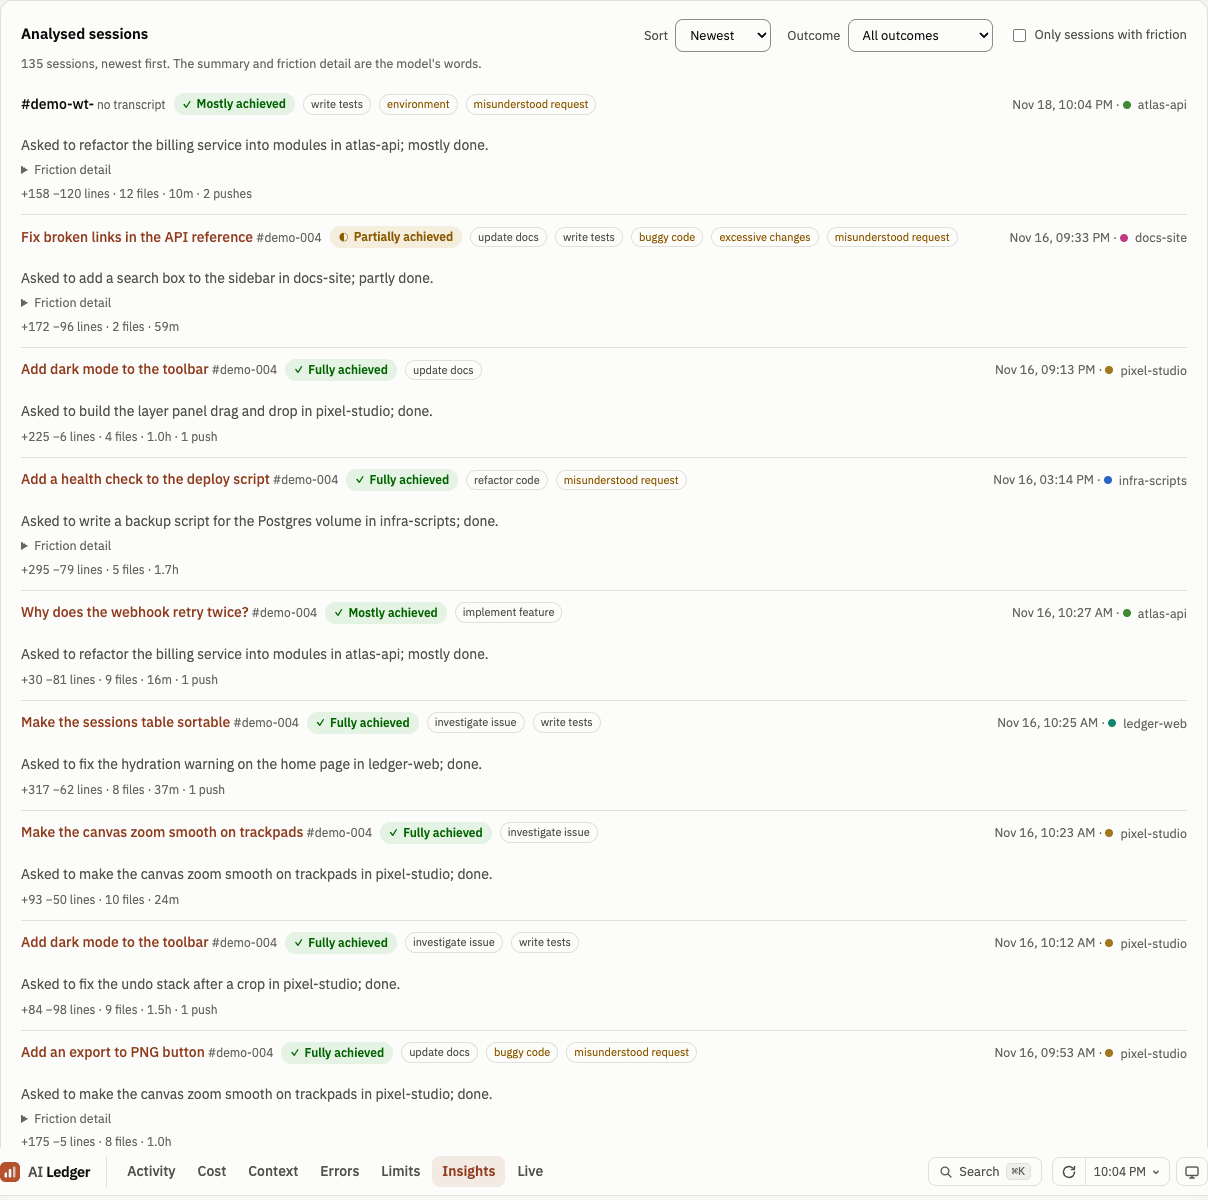 Analysed sessions
Sort Newest Outcome All outcomes Only sessions with friction
135 sessions, newest first. The summary and friction detail are the model's words.
#demo-wt- no transcript ✓ Mostly achieved write tests environment misunderstood request Nov 18, 10:04 PM · atlas-api
Asked to refactor the billing service into modules in atlas-api; mostly done.
Friction detail
+158 −120 lines · 12 files · 10m · 2 pushes
Fix broken links in the API reference #demo-004 Partially achieved update docs write tests buggy code excessive changes misunderstood request Nov 16, 09:33 PM · docs-site
Asked to add a search box to the sidebar in docs-site; partly done.
Friction detail
+172 −96 lines · 2 files · 59m
Add dark mode to the toolbar #demo-004 ✓ Fully achieved update docs Nov 16, 09:13 PM · pixel-studio
Asked to build the layer panel drag and drop in pixel-studio; done.
+225 −6 lines · 4 files · 1.0h · 1 push
Add a health check to the deploy script #demo-004 ✓ Fully achieved refactor code misunderstood request Nov 16, 03:14 PM · infra-scripts
Asked to write a backup script for the Postgres volume in infra-scripts; done.
Friction detail
+295 −79 lines · 5 files · 1.7h
Why does the webhook retry twice? #demo-004 ✓ Mostly achieved implement feature Nov 16, 10:27 AM · atlas-api
Asked to refactor the billing service into modules in atlas-api; mostly done.
+30 −81 lines · 9 files · 16m · 1 push
Make the sessions table sortable #demo-004 ✓ Fully achieved investigate issue write tests Nov 16, 10:25 AM · ledger-web
Asked to fix the hydration warning on the home page in ledger-web; done.
+317 −62 lines · 8 files · 37m · 1 push
Make the canvas zoom smooth on trackpads #demo-004 ✓ Fully achieved investigate issue Nov 16, 10:23 AM · pixel-studio
Asked to make the canvas zoom smooth on trackpads in pixel-studio; done.
+93 −50 lines · 10 files · 24m
Add dark mode to the toolbar #demo-004 ✓ Fully achieved investigate issue write tests Nov 16, 10:12 AM · pixel-studio
Asked to fix the undo stack after a crop in pixel-studio; done.
+84 −98 lines · 9 files · 1.5h · 1 push
Add an export to PNG button #demo-004 ✓ Fully achieved update docs buggy code misunderstood request Nov 16, 09:53 AM · pixel-studio
Asked to make the canvas zoom smooth on trackpads in pixel-studio; done.
Friction detail
+175 −5 lines · 8 files · 1.0h
AI Ledger Activity Cost Context Errors Limits Insights Live Search ⌘K 10:04 PM